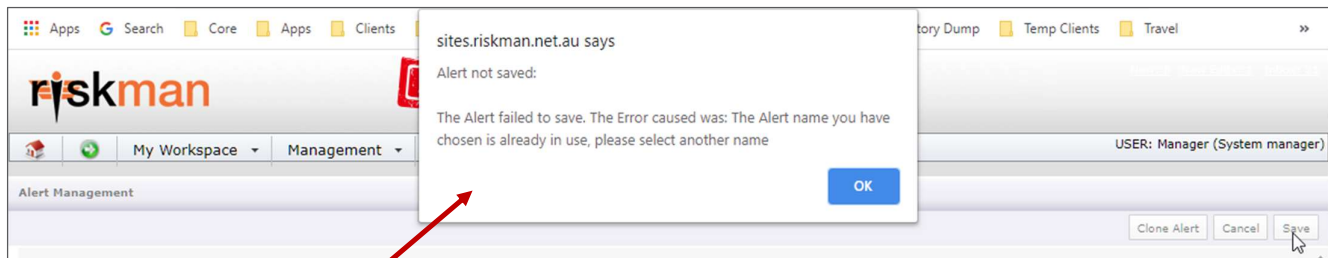 Apps Search Core Apps Clients tory Dump Temp Clients Travel »
sites.riskman.net.au says
Alert not saved:
riskman
The Alert failed to save. The Error caused was: The Alert name you have
chosen is already in use, please select another name
My Workspace Management USER: Manager (System manager)
OK
Alert Management
Clone Alert Cancel Save